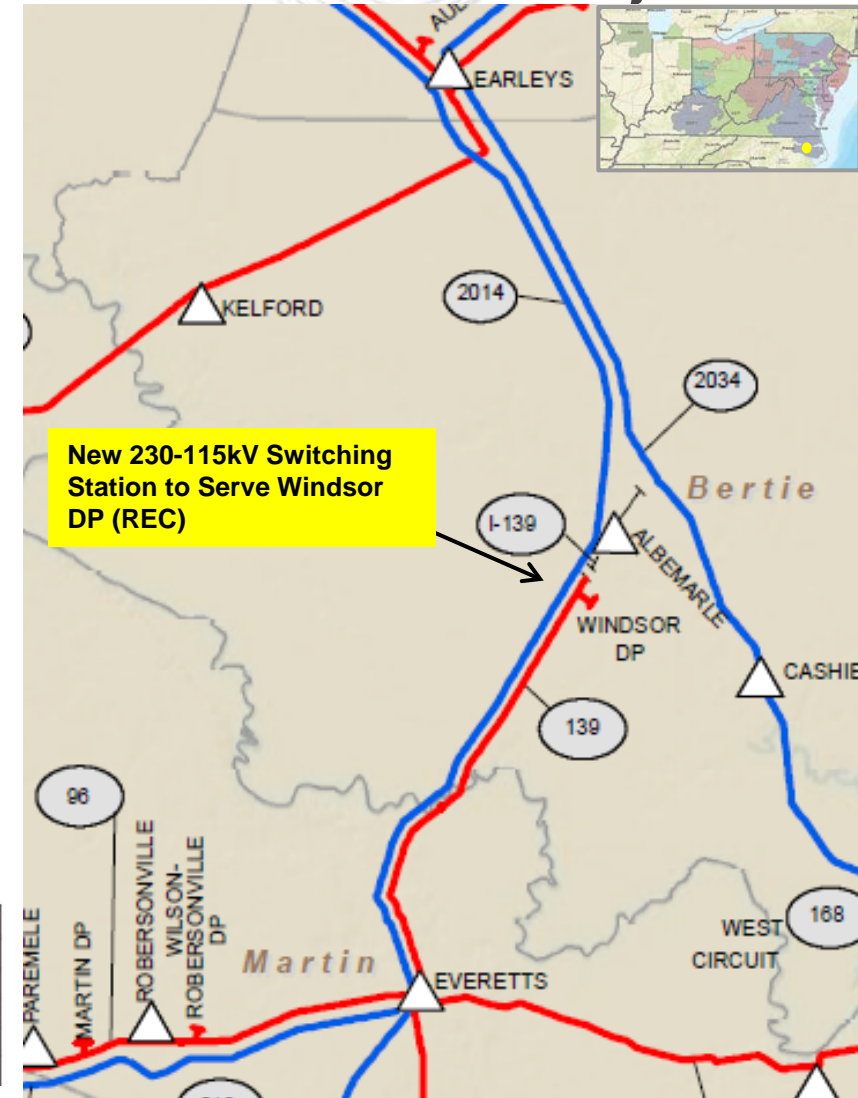 EARLEYS
KELFORD
2014
2034
New 230-115kV Switching
Station to Serve Windsor
DP (REC)
Bertie
I-139
ALBEMARLE
WINDSOR
DP
CASHIE
139
96
ROBERSONVILLE
WILSON-
ROBERSONVILLE
DP
MARTIN DP
PAREMELE
Martin
EVERETTS
WEST
CIRCUIT
168